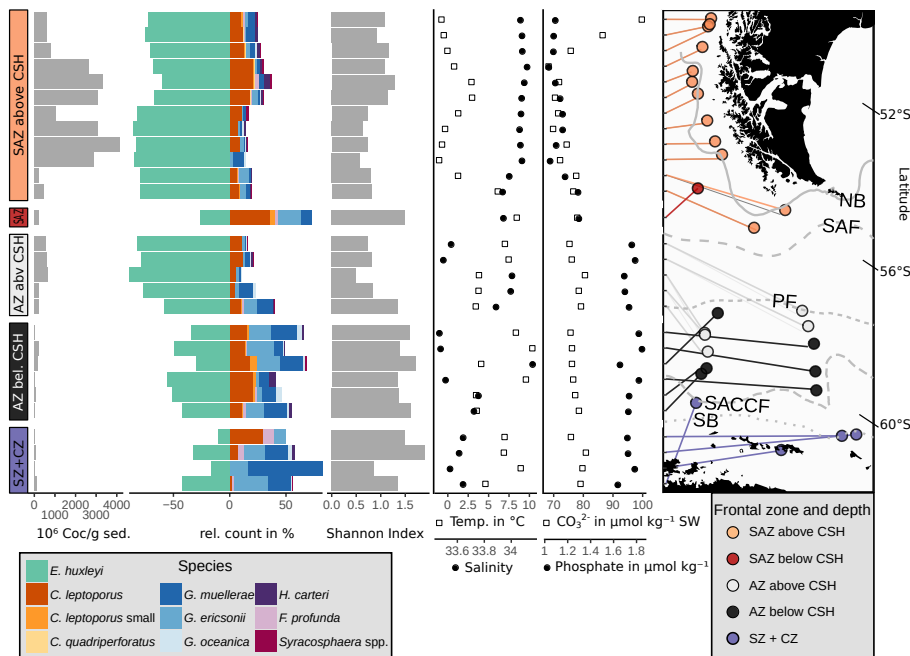 SAZ above CSH
SAZ
AZ abv CSH
AZ bel. CSH
SZ+CZ
0 2000 4000
1000 3000
10⁶ Coc/g sed.
0 50
rel. count in %
0.0 0.5 1.0 1.5
Shannon Index
0 2.5 5 7.5 10
Temp. in °C
33.6 34
Salinity
60 70 80 90 100
CO₃²⁻ in µmol kg⁻¹ SW
1 1.2 1.4 1.6 1.8
Phosphate in µmol kg⁻¹
52°S
56°S
60°S
Latitude
NB
SAF
PF
SACCF
SB
Species
E. huxleyi
C. leptoporus
C. leptoporus small
C. quadriperforatus
G. muellerae
G. ericsonii
G. oceanica
H. carteri
F. profunda
Syracosphaera spp.
Frontal zone and depth
SAZ above CSH
SAZ below CSH
AZ above CSH
AZ below CSH
SZ + CZ